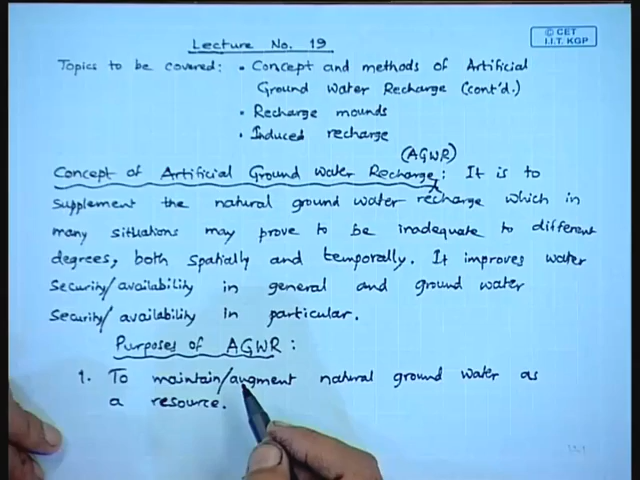 Lecture No. 19
© CET
I.I.T. KGP
Topics to be covered: • Concept and methods of Artificial
Ground Water Recharge (cont'd.)
• Recharge mounds
• Induced recharge
(AGWR)
Concept of Artificial Ground Water Recharge: It is to
supplement the natural ground water recharge which in
many situations may prove to be inadequate to different
degrees, both spatially and temporally. It improves water
security/availability in general and ground water
security/availability in particular.
Purposes of AGWR:
1. To maintain/augment natural ground water as
a resource.